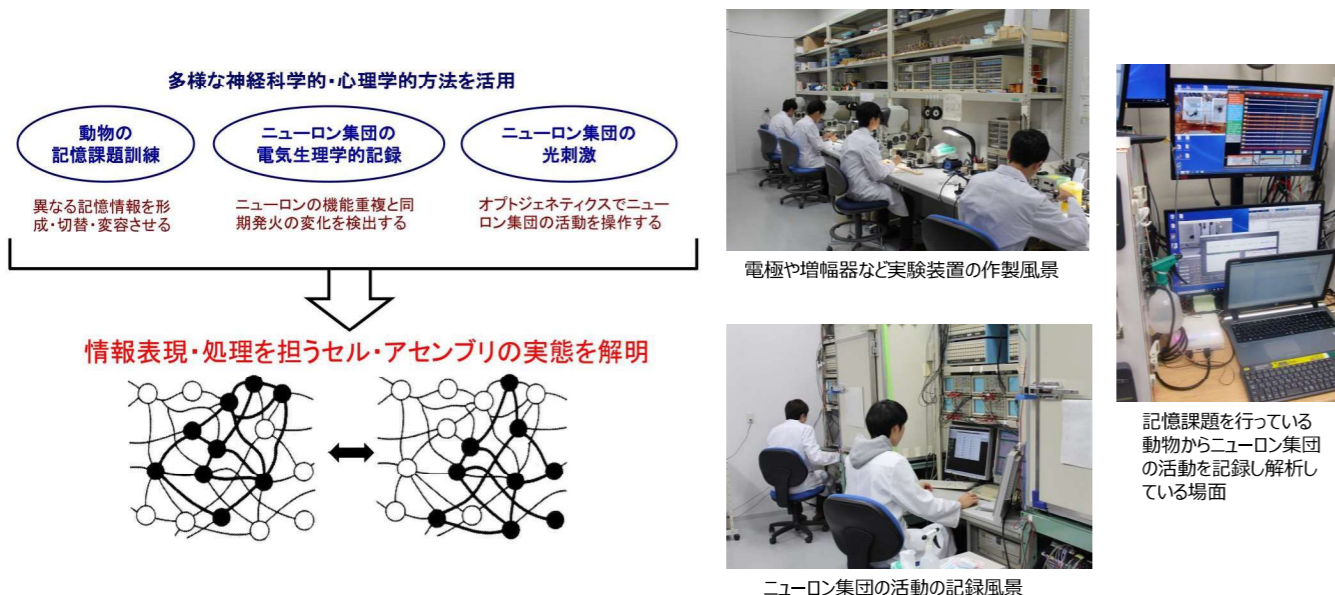 多様な神経科学的・心理学的方法を活用
動物の
記憶課題訓練
ニューロン集団の
電気生理学的記録
ニューロン集団の
光刺激
異なる記憶情報を形
成・切替・変容させる
ニューロンの機能重複と同
期発火の変化を検出する
オプトジェネティクスでニュー
ロン集団の活動を操作する
情報表現・処理を担うセル・アセンブリの実態を解明
電極や増幅器など実験装置の作製風景
ニューロン集団の活動の記録風景
記憶課題を行っている
動物からニューロン集団
の活動を記録し解析し
ている場面